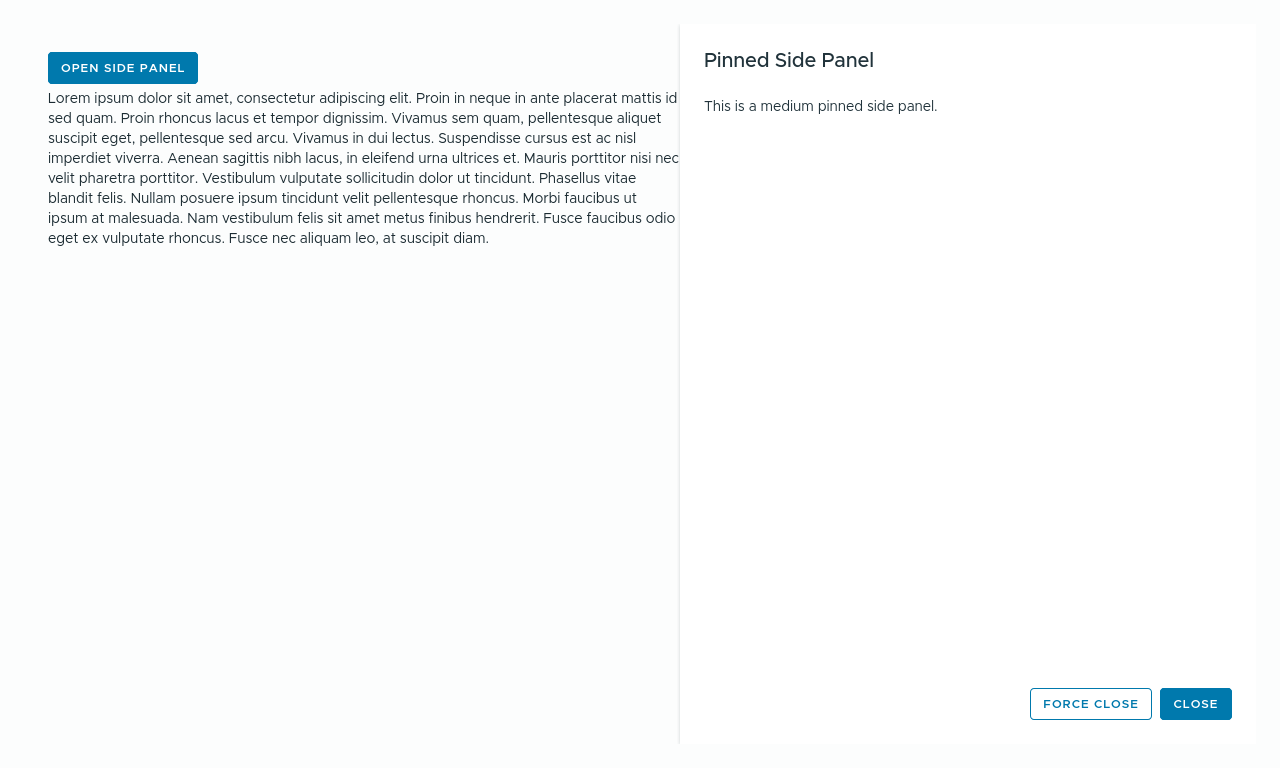 OPEN SIDE PANEL
Lorem ipsum dolor sit amet, consectetur adipiscing elit. Proin in neque in ante placerat mattis id
sed quam. Proin rhoncus lacus et tempor dignissim. Vivamus sem quam, pellentesque aliquet
suscipit eget, pellentesque sed arcu. Vivamus in dui lectus. Suspendisse cursus est ac nisl
imperdiet viverra. Aenean sagittis nibh lacus, in eleifend urna ultrices et. Mauris porttitor nisi nec
velit pharetra porttitor. Vestibulum vulputate sollicitudin dolor ut tincidunt. Phasellus vitae
blandit felis. Nullam posuere ipsum tincidunt velit pellentesque rhoncus. Morbi faucibus ut
ipsum at malesuada. Nam vestibulum felis sit amet metus finibus hendrerit. Fusce faucibus odio
eget ex vulputate rhoncus. Fusce nec aliquam leo, at suscipit diam.
Pinned Side Panel
This is a medium pinned side panel.
FORCE CLOSE
CLOSE